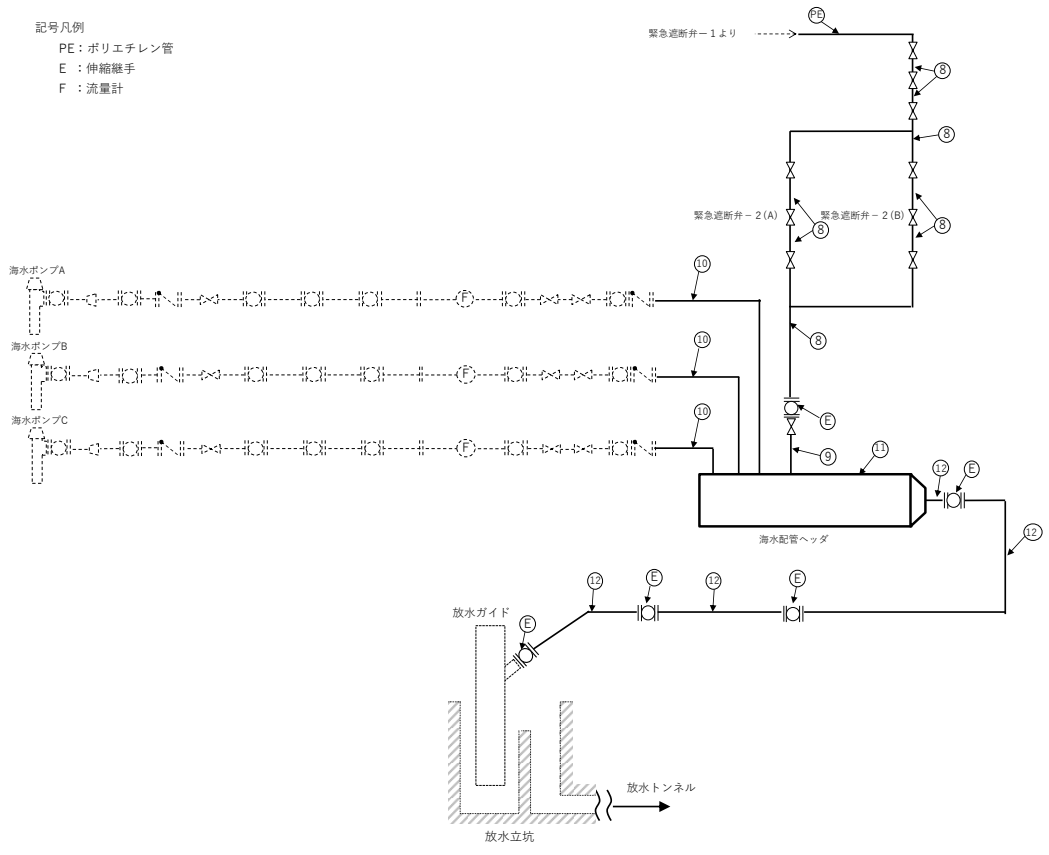 記号凡例
PE：ポリエチレン管
E ：伸縮継手
F ：流量計
PE
緊急遮断弁－1より
8
8
緊急遮断弁－2(A)
8
緊急遮断弁－2(B)
8
8
海水ポンプA
F
10
海水ポンプB
F
10
海水ポンプC
F
10
E
9
11
12
E
海水配管ヘッダ
12
12
E
12
E
放水ガイド
E
放水トンネル
放水立坑